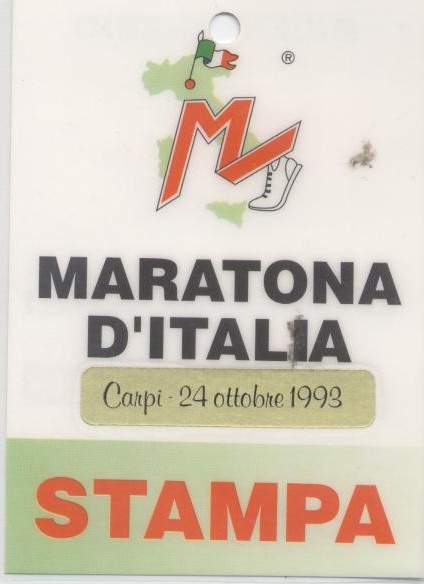 ®
M
MARATONA
D'ITALIA
Carpi - 24 ottobre 1993
STAMPA